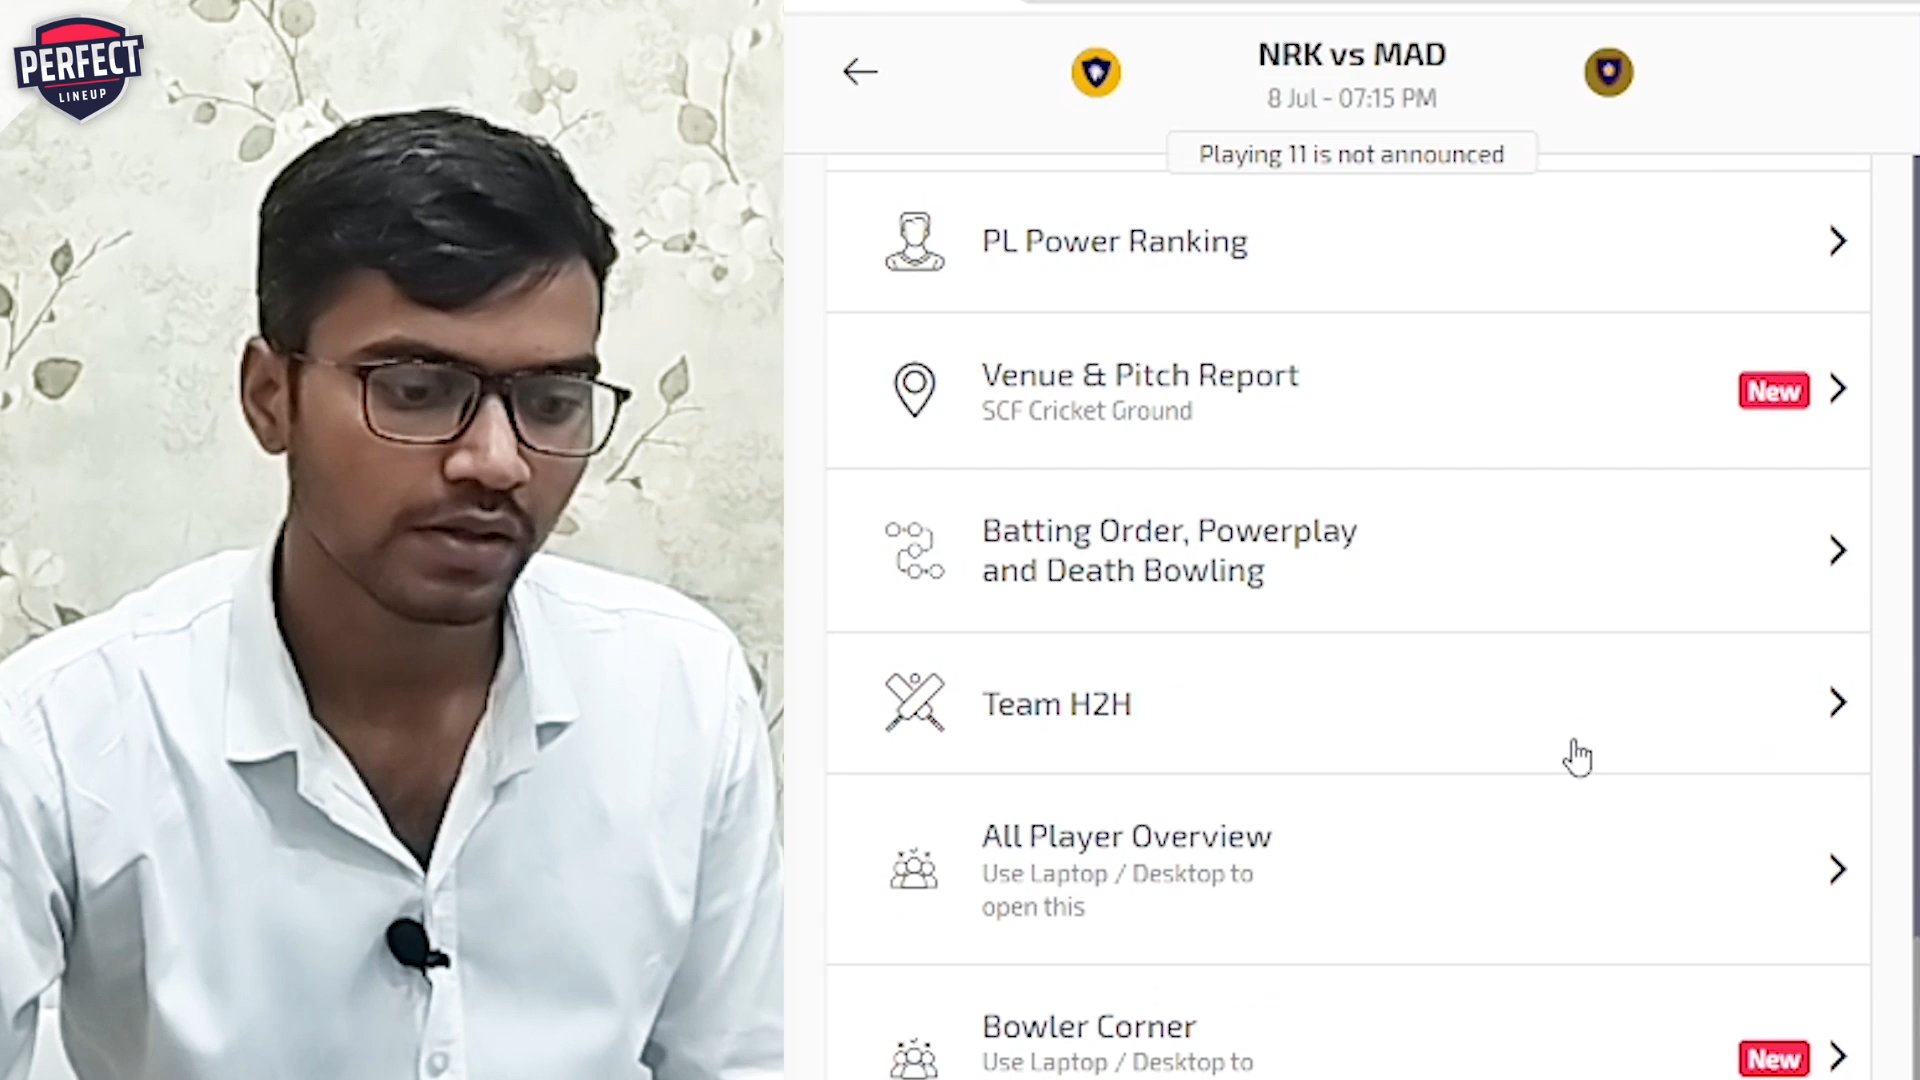 PERFECT
LINEUP
NRK vs MAD
8 Jul - 07:15 PM
Playing 11 is not announced
PL Power Ranking
Venue & Pitch Report
SCF Cricket Ground
New
Batting Order, Powerplay
and Death Bowling
Team H2H
All Player Overview
Use Laptop / Desktop to
open this
Bowler Corner
Use Laptop / Desktop to
New